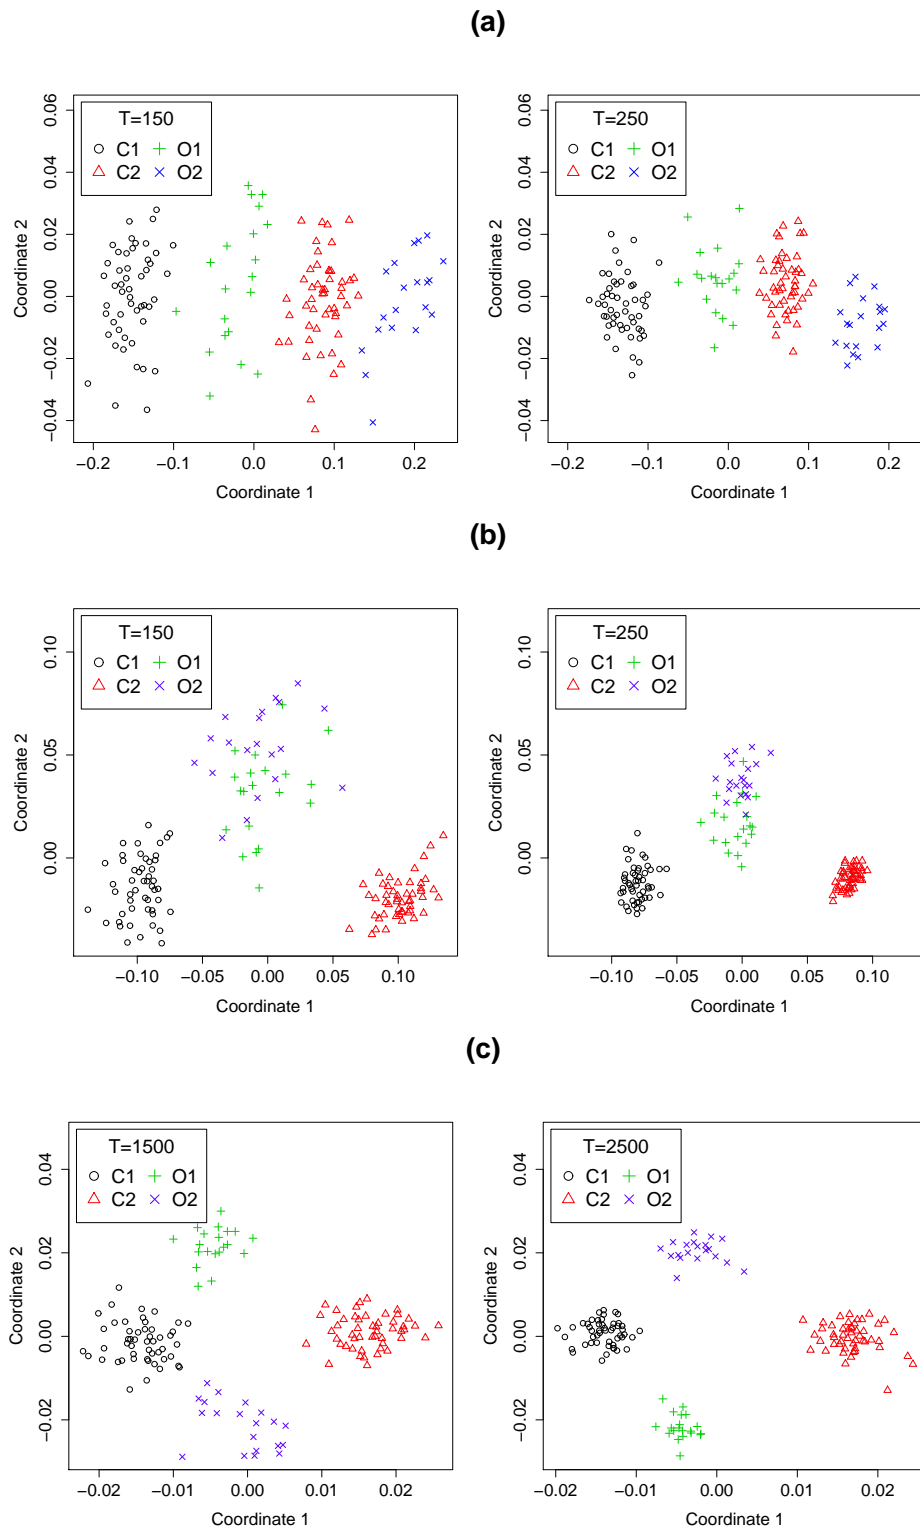 (a)
T=150
C1 O1
C2 O2
0.06
0.04
0.02
0.00
−0.02
−0.04
Coordinate 2
−0.2 −0.1 0.0 0.1 0.2
Coordinate 1
T=250
C1 O1
C2 O2
0.06
0.04
0.02
0.00
−0.02
−0.04
Coordinate 2
−0.2 −0.1 0.0 0.1 0.2
Coordinate 1
(b)
T=150
C1 O1
C2 O2
0.10
0.05
0.00
Coordinate 2
−0.10 −0.05 0.00 0.05 0.10
Coordinate 1
T=250
C1 O1
C2 O2
0.10
0.05
0.00
Coordinate 2
−0.10 −0.05 0.00 0.05 0.10
Coordinate 1
(c)
T=1500
C1 O1
C2 O2
0.04
0.02
0.00
−0.02
Coordinate 2
−0.02 −0.01 0.00 0.01 0.02
Coordinate 1
T=2500
C1 O1
C2 O2
0.04
0.02
0.00
−0.02
Coordinate 2
−0.02 −0.01 0.00 0.01 0.02
Coordinate 1